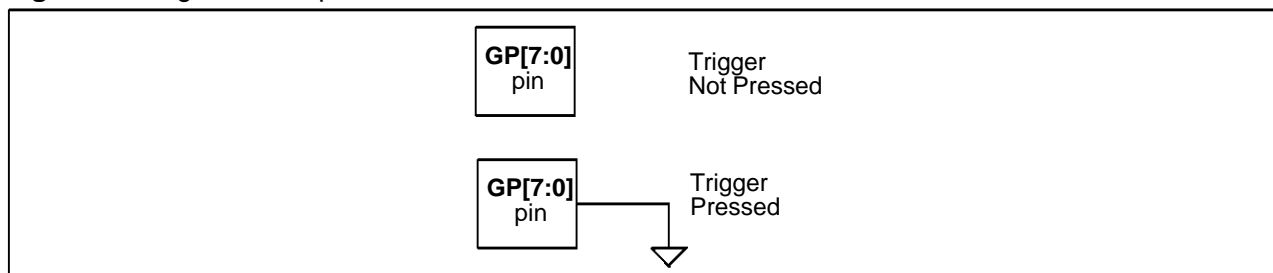 GP[7:0]
pin
Trigger
Not Pressed
GP[7:0]
pin
Trigger
Pressed